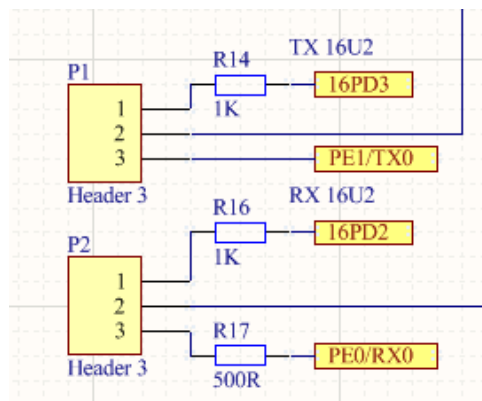 TX 16U2
R14
P1
16PD3
1
1K
2
3
PE1/TX0
Header 3
R16
RX 16U2
P2
16PD2
1
1K
2
3
R17
PE0/RX0
Header 3
500R